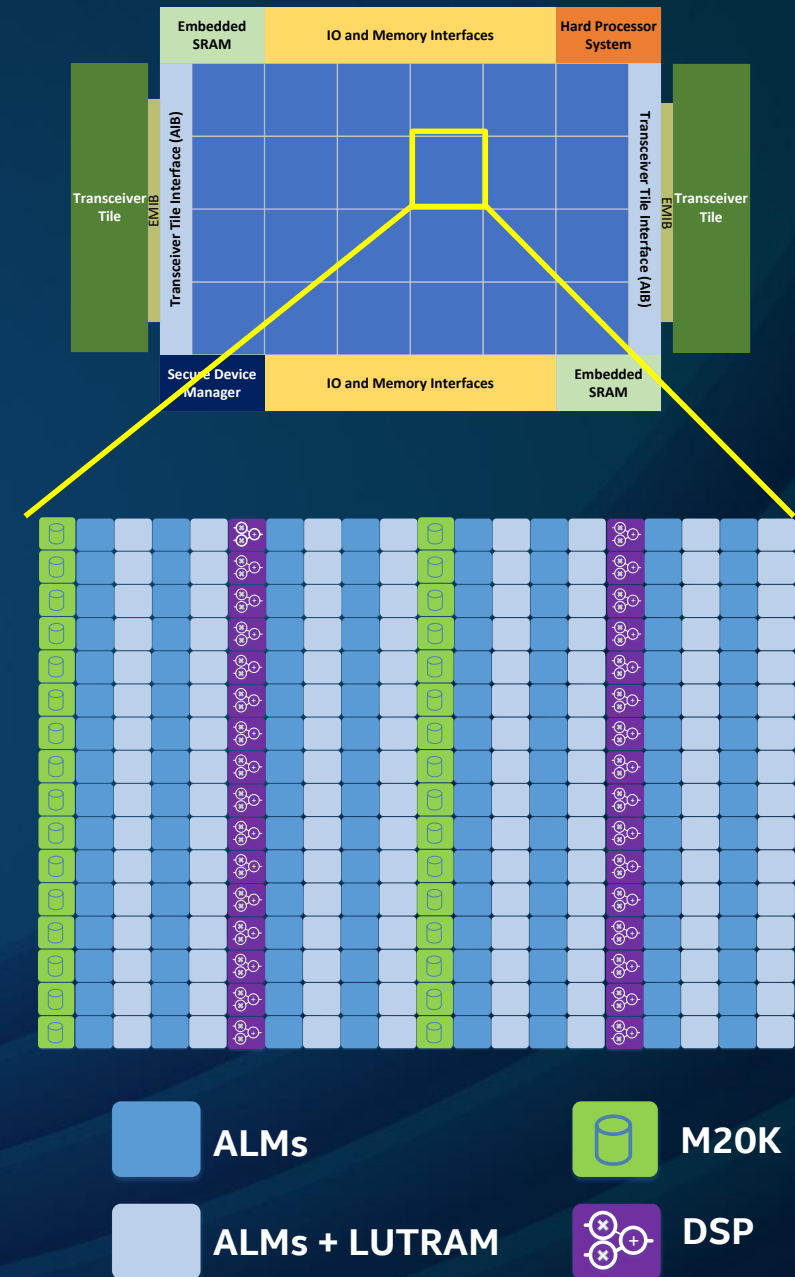 Embedded
SRAM
IO and Memory Interfaces
Hard Processor
System
Transceiver
Tile
EMIB
Transceiver Tile Interface (AIB)
Transceiver Tile Interface (AIB)
EMIB
Transceiver
Tile
Secure Device
Manager
IO and Memory Interfaces
Embedded
SRAM
ALMs
M20K
ALMs + LUTRAM
DSP